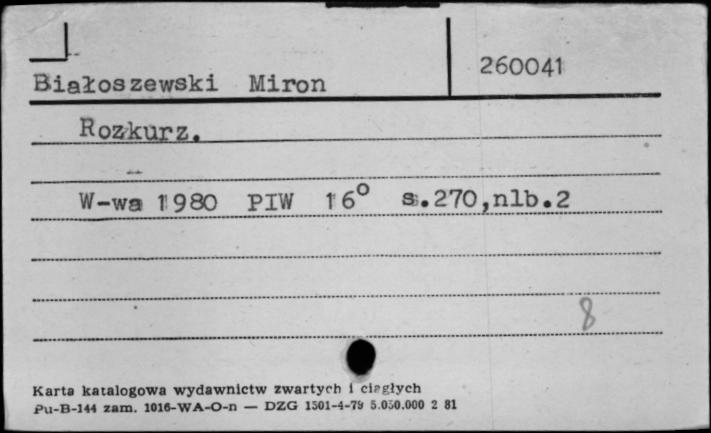 Białoszewski Miron
260041
Rozkurz.
W-wa 1980 PIW 16° s.270,nlb.2
8
Karta katalogowa wydawnictw zwartych i ciągłych
Pu-B-144 zam. 1016-WA-O-n — DZG 1501-4-79 5.050.000 2 81